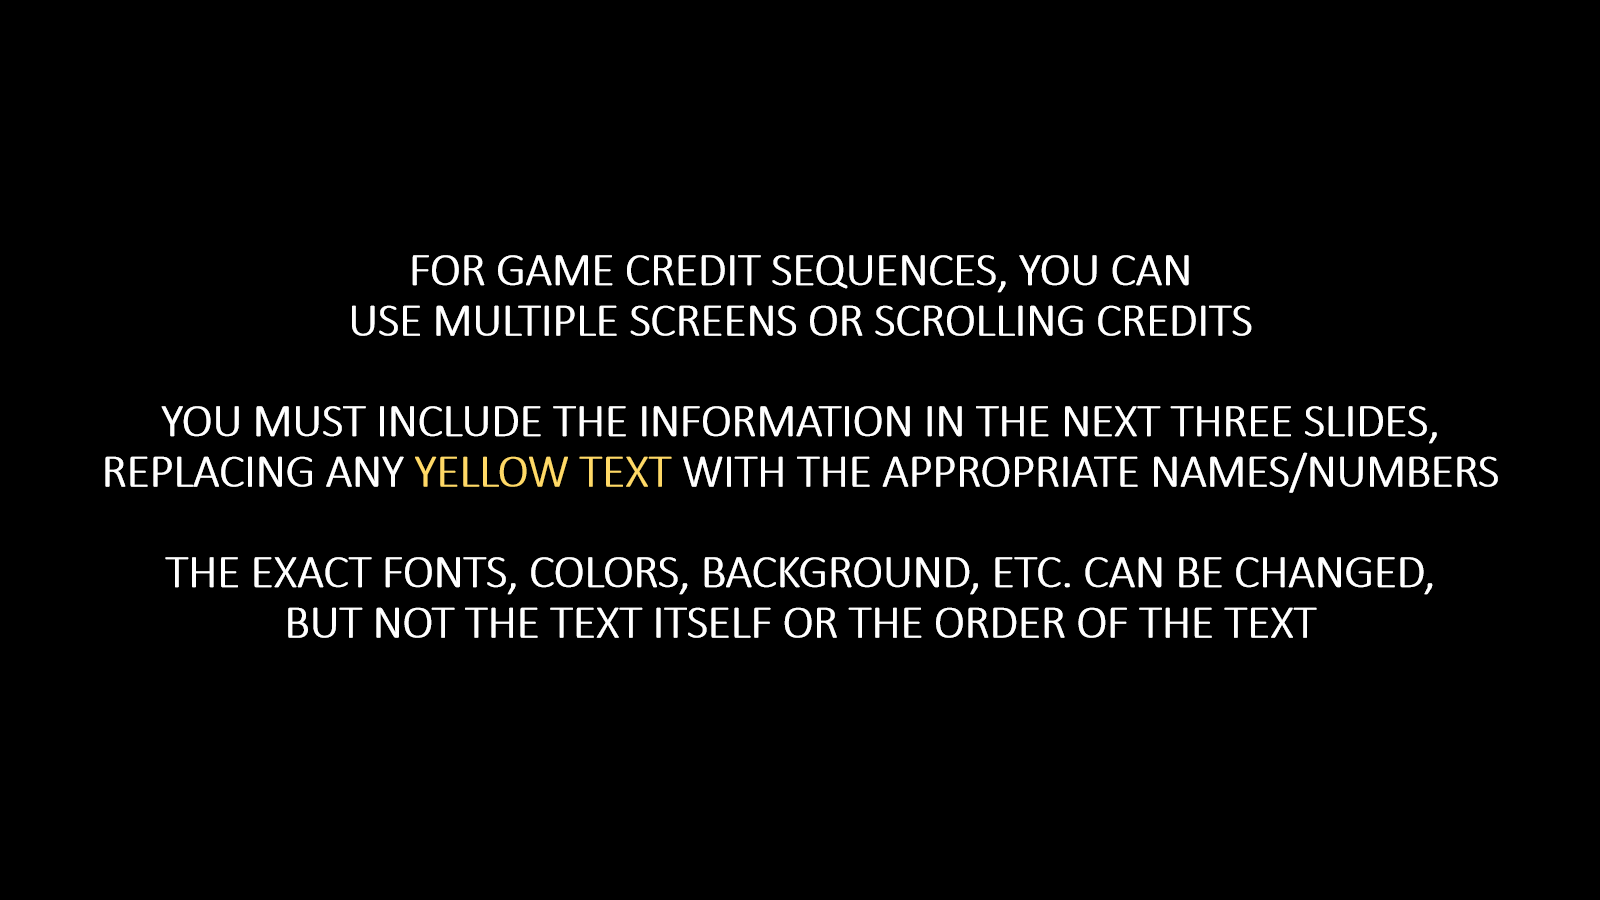 FOR GAME CREDIT SEQUENCES, YOU CAN
USE MULTIPLE SCREENS OR SCROLLING CREDITS
YOU MUST INCLUDE THE INFORMATION IN THE NEXT THREE SLIDES,
REPLACING ANY YELLOW TEXT WITH THE APPROPRIATE NAMES/NUMBERS
THE EXACT FONTS, COLORS, BACKGROUND, ETC. CAN BE CHANGED,
BUT NOT THE TEXT ITSELF OR THE ORDER OF THE TEXT